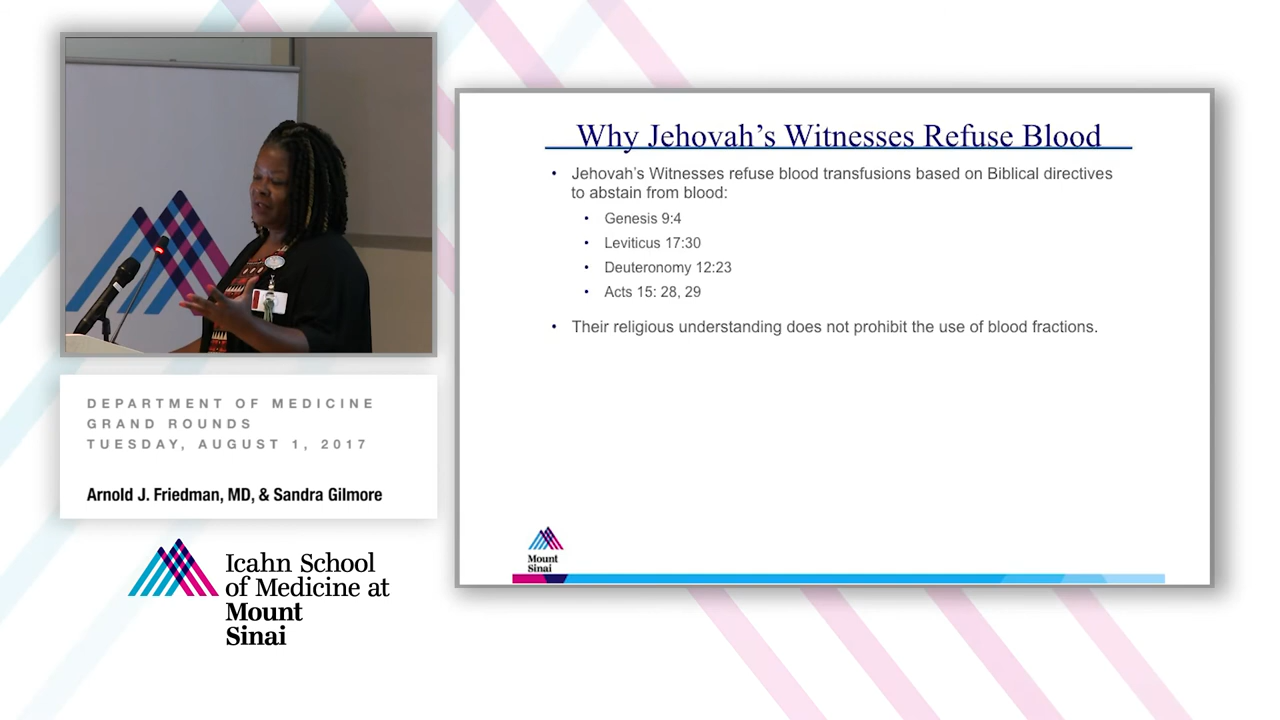 Why Jehovah's Witnesses Refuse Blood
• Jehovah's Witnesses refuse blood transfusions based on Biblical directives
to abstain from blood:
• Genesis 9:4
• Leviticus 17:30
• Deuteronomy 12:23
• Acts 15: 28, 29
• Their religious understanding does not prohibit the use of blood fractions.
Mount
Sinai
DEPARTMENT OF MEDICINE
GRAND ROUNDS
TUESDAY, AUGUST 1, 2017
Arnold J. Friedman, MD, & Sandra Gilmore
Icahn School
of Medicine at
Mount
Sinai